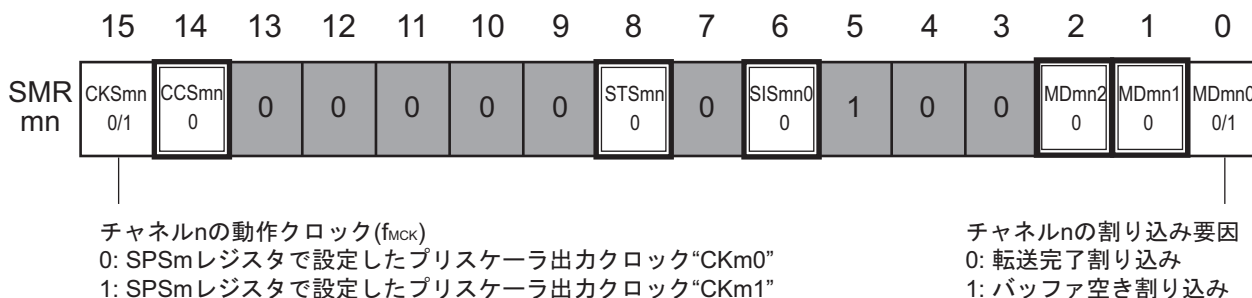 15 14 13 12 11 10 9 8 7 6 5 4 3 2 1 0
SMR mn
CKSmn 0/1
CCSmn 0
0
0
0
0
0
STSmn 0
0
SISmn0 0
1
0
0
MDmn2 0
MDmn1 0
MDmn0 0/1
チャネルnの動作クロック(fMCK)
0: SPSmレジスタで設定したプリスケーラ出力クロック“CKm0”
1: SPSmレジスタで設定したプリスケーラ出力クロック“CKm1”
チャネルnの割り込み要因
0: 転送完了割り込み
1: バッファ空き割り込み